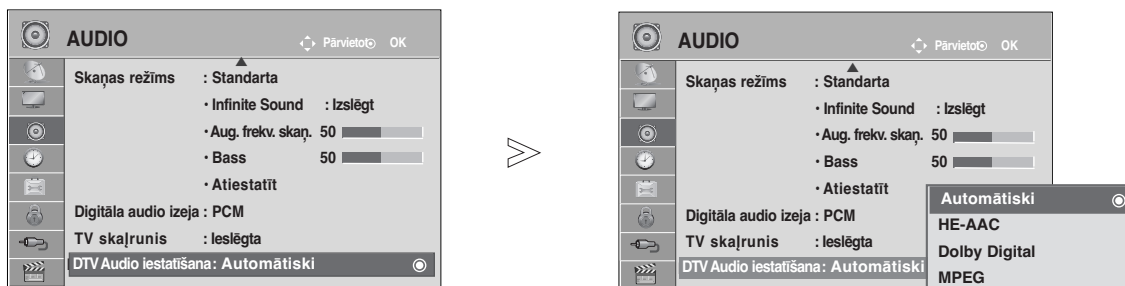 AUDIO
Pārvietot OK
Skaņas režīms : Standarta
• Infinite Sound : Izslēgt
• Aug. frekv. skaņ. 50
• Bass 50
• Atiestatīt
Digitāla audio izeja : PCM
TV skaļrunis : Ieslēgta
DTV Audio iestatīšana : Automātiski
AUDIO
Pārvietot OK
Skaņas režīms : Standarta
• Infinite Sound : Izslēgt
• Aug. frekv. skaņ. 50
• Bass 50
• Atiestatīt
Digitāla audio izeja : PCM
TV skaļrunis : Ieslēgta
DTV Audio iestatīšana : Automātiski
Automātiski
HE-AAC
Dolby Digital
MPEG